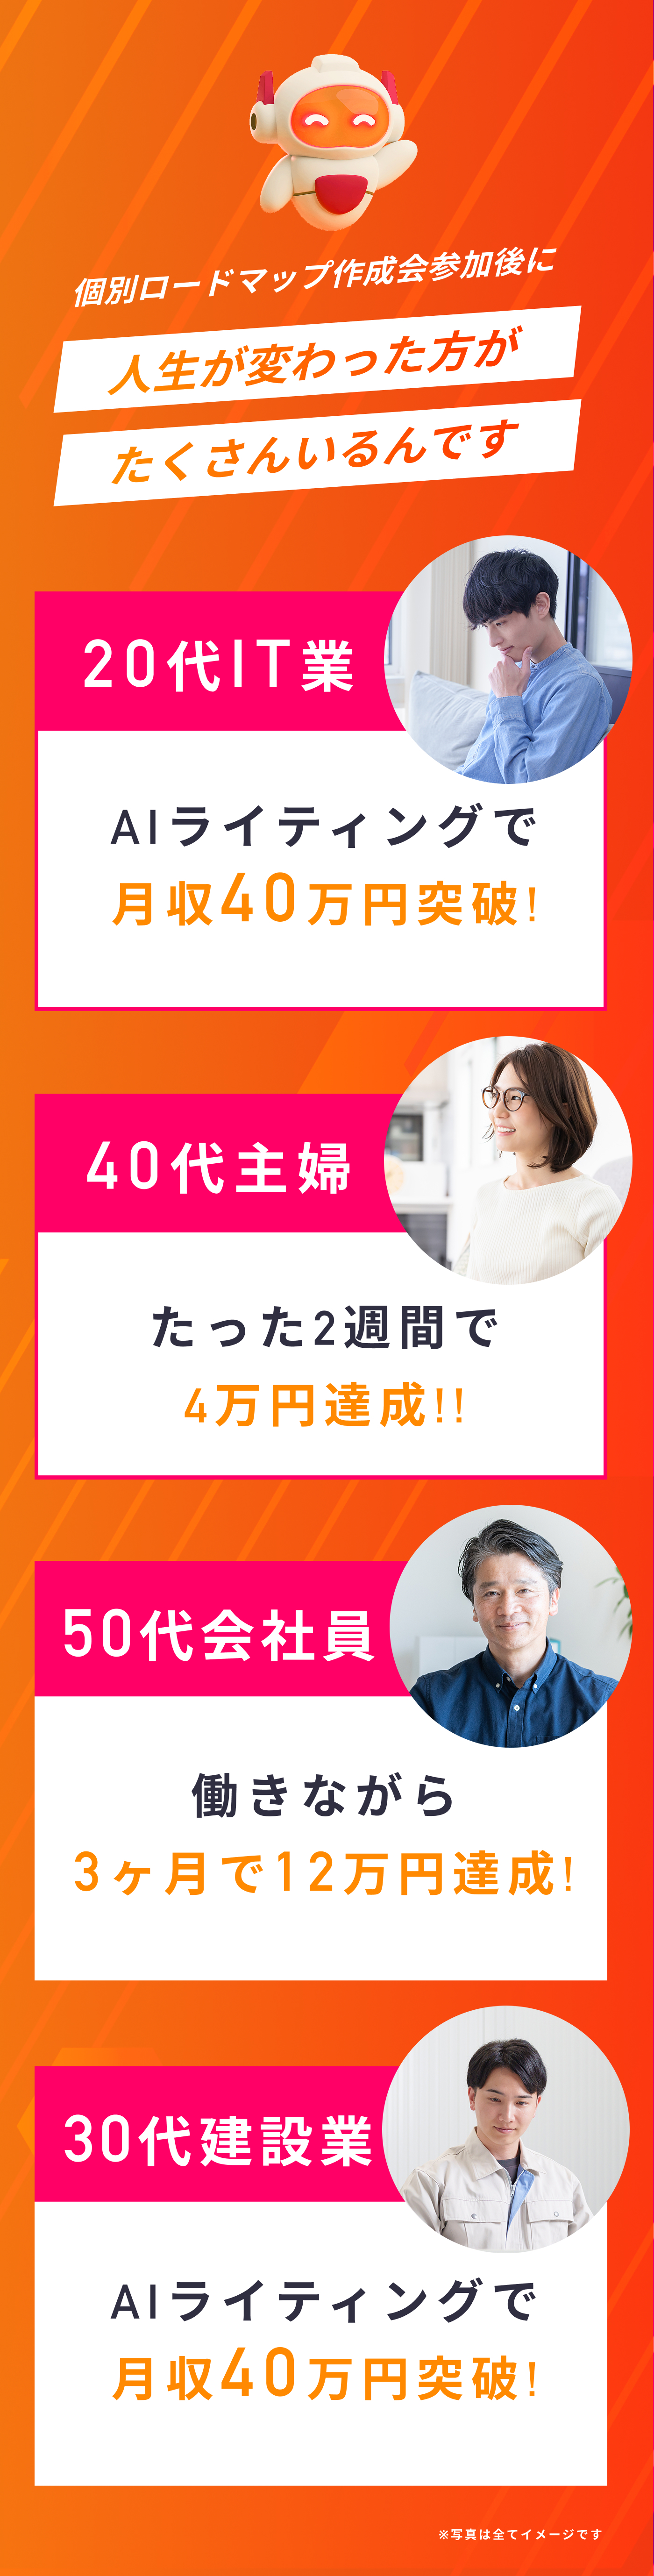 個別ロードマップ作成会参加後に
人生が変わった方が
たくさんいるんです
20代IT業
AIライティングで
月収40万円突破!
40代主婦
たった2週間で
4万円達成!!
50代会社員
働きながら
3ヶ月で12万円達成!
30代建設業
AIライティングで
月収40万円突破!
※写真は全てイメージです